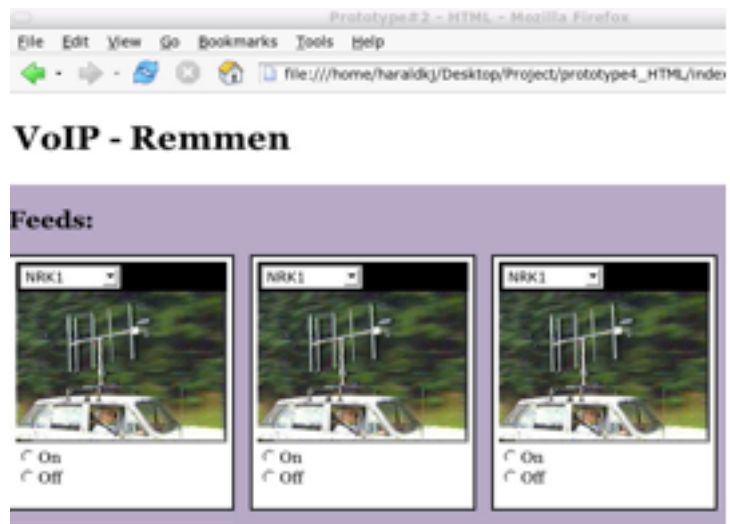 Prototype#2 - HTML - Mozilla Firefox
File Edit View Go Bookmarks Tools Help
file:///home/haraldkj/Desktop/Project/prototype4_HTML/index
VoIP - Remmen
Feeds:
NRK1 NRK1 NRK1
On On On
Off Off Off